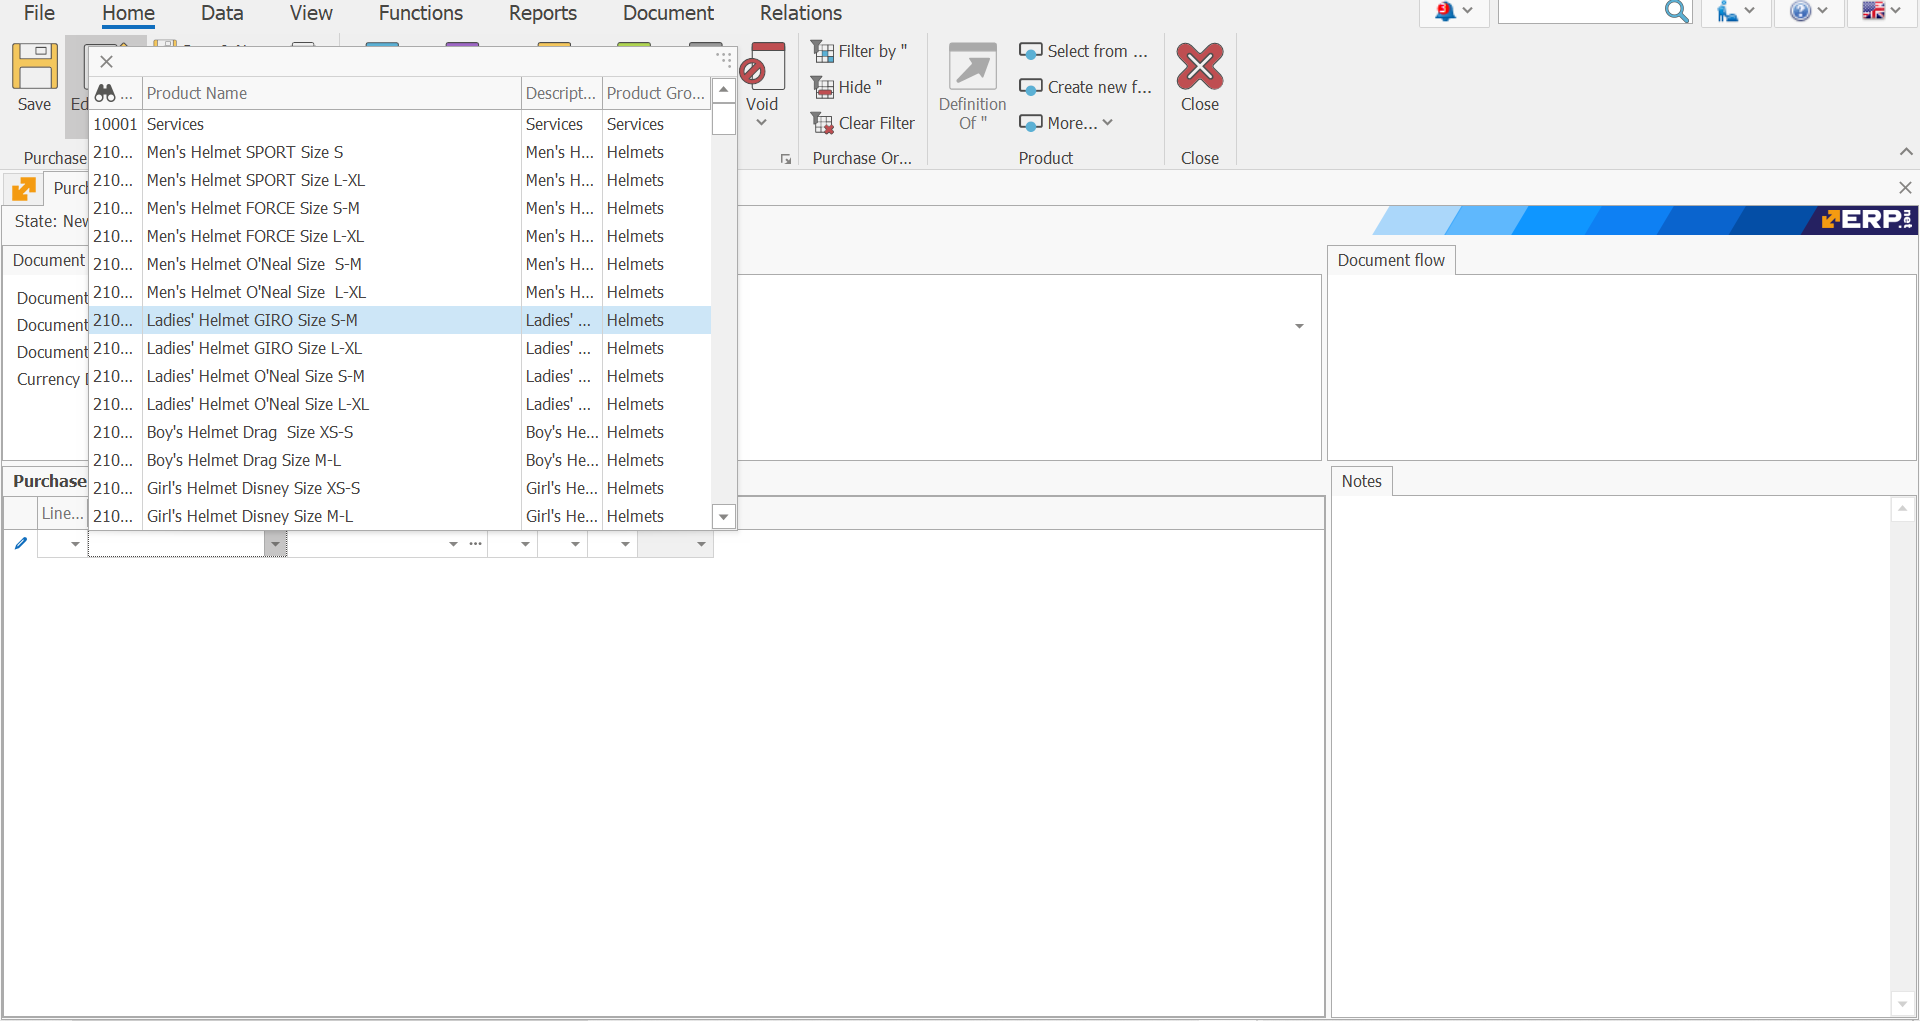 File Home Data View Functions Reports Document Relations
3
Save
Void
Filter by "
Hide "
Clear Filter
Definition
Of "
Select from ...
Create new f...
More...
Close
Purchase
Purchase Or...
Product
Close
State: New
ERP.net
Document
Document
Document
Document
Currency
... Product Name Descript... Product Gro...
10001 Services Services Services
210... Men's Helmet SPORT Size S Men's H... Helmets
210... Men's Helmet SPORT Size L-XL Men's H... Helmets
210... Men's Helmet FORCE Size S-M Men's H... Helmets
210... Men's Helmet FORCE Size L-XL Men's H... Helmets
210... Men's Helmet O'Neal Size  S-M Men's H... Helmets
210... Men's Helmet O'Neal Size  L-XL Men's H... Helmets
210... Ladies' Helmet GIRO Size S-M Ladies' ... Helmets
210... Ladies' Helmet GIRO Size L-XL Ladies' ... Helmets
210... Ladies' Helmet O'Neal Size S-M Ladies' ... Helmets
210... Ladies' Helmet O'Neal Size L-XL Ladies' ... Helmets
210... Boy's Helmet Drag  Size XS-S Boy's He... Helmets
210... Boy's Helmet Drag Size M-L Boy's He... Helmets
210... Girl's Helmet Disney Size XS-S Girl's He... Helmets
210... Girl's Helmet Disney Size M-L Girl's He... Helmets
Document flow
Purchase
Line...
Notes